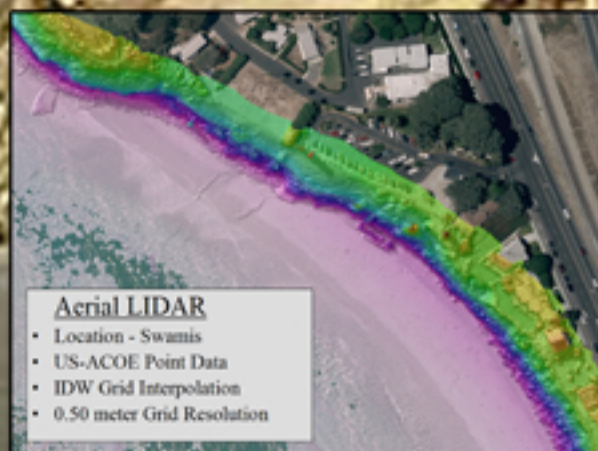 Aerial LIDAR
• Location - Swamis
• US-ACOE Point Data
• IDW Grid Interpolation
• 0.50 meter Grid Resolution